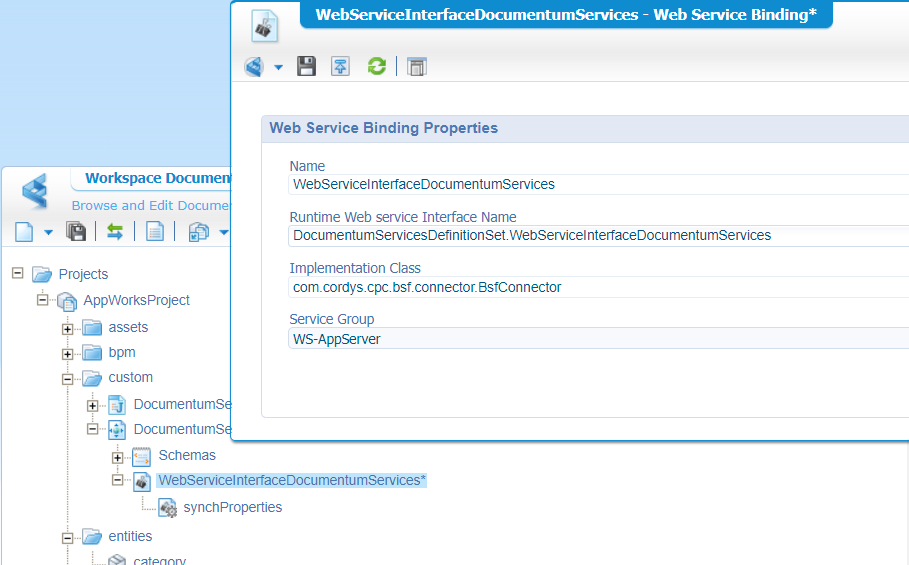 WebServiceInterfaceDocumentumServices - Web Service Binding*
Web Service Binding Properties
Name
WebServiceInterfaceDocumentumServices
Runtime Web service Interface Name
DocumentumServicesDefinitionSet.WebServiceInterfaceDocumentumServices
Implementation Class
com.cordys.cpc.bsf.connector.BsfConnector
Service Group
WS-AppServer
Workspace Documen
Browse and Edit Documen
Projects
AppWorksProject
assets
bpm
custom
DocumentumSe
DocumentumSe
Schemas
WebServiceInterfaceDocumentumServices*
synchProperties
entities
category